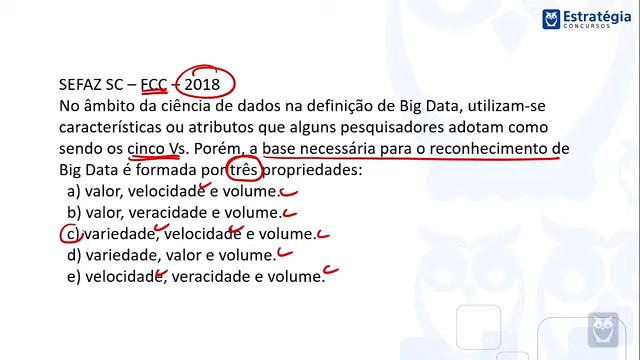 Estratégia
CONCURSOS
SEFAZ SC – FCC – 2018
No âmbito da ciência de dados na definição de Big Data, utilizam-se
características ou atributos que alguns pesquisadores adotam como
sendo os cinco Vs. Porém, a base necessária para o reconhecimento de
Big Data é formada por três propriedades:
a) valor, velocidade e volume.
b) valor, veracidade e volume.
c) variedade, velocidade e volume.
d) variedade, valor e volume.
e) velocidade, veracidade e volume.